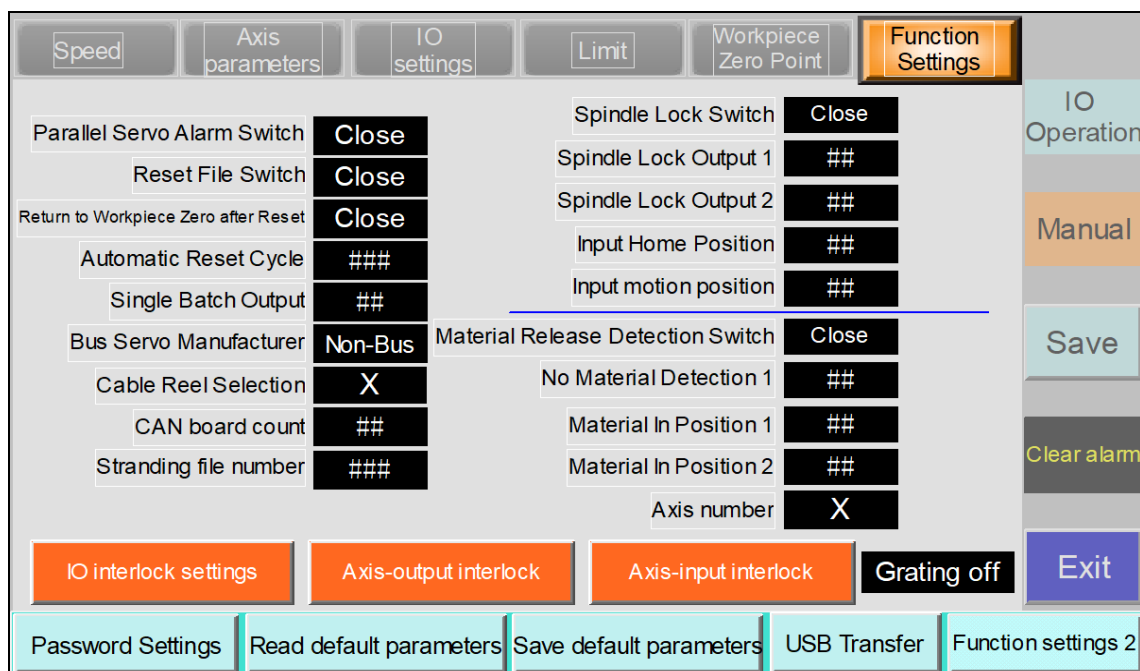 Speed
Axis
parameters
IO
settings
Limit
Workpiece
Zero Point
Function
Settings
Parallel Servo Alarm Switch Close
Reset File Switch Close
Return to Workpiece Zero after Reset Close
Automatic Reset Cycle ###
Single Batch Output ##
Bus Servo Manufacturer Non-Bus
Cable Reel Selection X
CAN board count ##
Stranding file number ###
Spindle Lock Switch Close
Spindle Lock Output 1 ##
Spindle Lock Output 2 ##
Input Home Position ##
Input motion position ##
Material Release Detection Switch Close
No Material Detection 1 ##
Material In Position 1 ##
Material In Position 2 ##
Axis number X
IO
Operation
Manual
Save
Clear alarm
Exit
IO interlock settings
Axis-output interlock
Axis-input interlock
Grating off
Password Settings
Read default parameters
Save default parameters
USB Transfer
Function settings 2